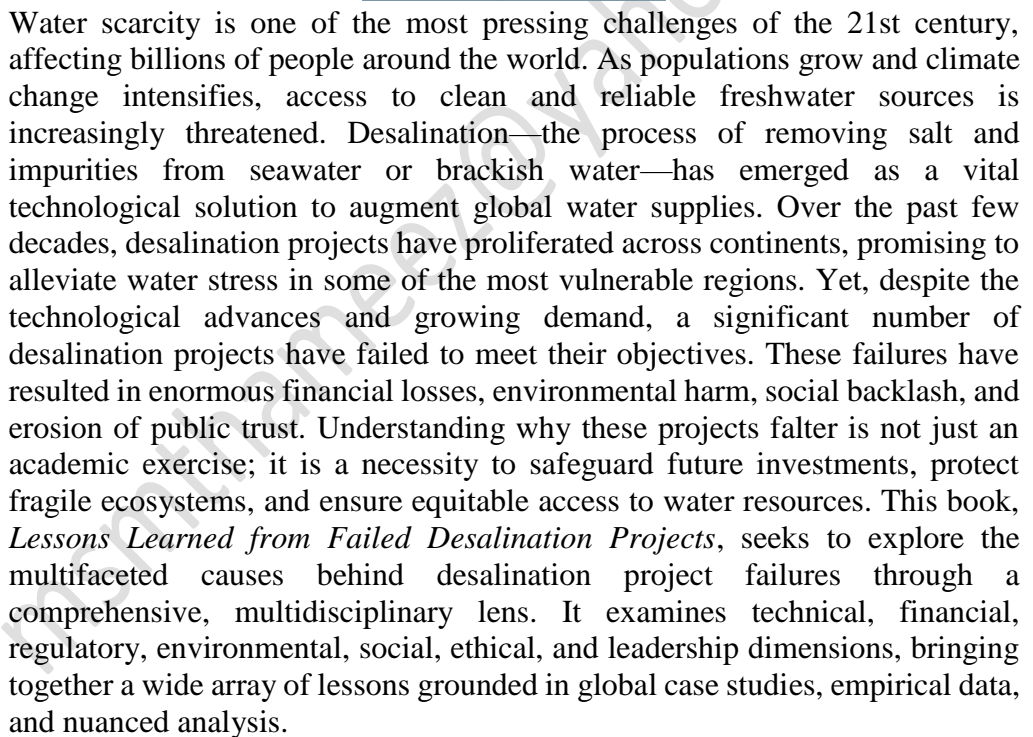 Water scarcity is one of the most pressing challenges of the 21st century,
affecting billions of people around the world. As populations grow and climate
change intensifies, access to clean and reliable freshwater sources is
increasingly threatened. Desalination—the process of removing salt and
impurities from seawater or brackish water—has emerged as a vital
technological solution to augment global water supplies. Over the past few
decades, desalination projects have proliferated across continents, promising to
alleviate water stress in some of the most vulnerable regions. Yet, despite the
technological advances and growing demand, a significant number of
desalination projects have failed to meet their objectives. These failures have
resulted in enormous financial losses, environmental harm, social backlash, and
erosion of public trust. Understanding why these projects falter is not just an
academic exercise; it is a necessity to safeguard future investments, protect
fragile ecosystems, and ensure equitable access to water resources. This book,
Lessons Learned from Failed Desalination Projects, seeks to explore the
multifaceted causes behind desalination project failures through a
comprehensive, multidisciplinary lens. It examines technical, financial,
regulatory, environmental, social, ethical, and leadership dimensions, bringing
together a wide array of lessons grounded in global case studies, empirical data,
and nuanced analysis.
msmthameez@yah